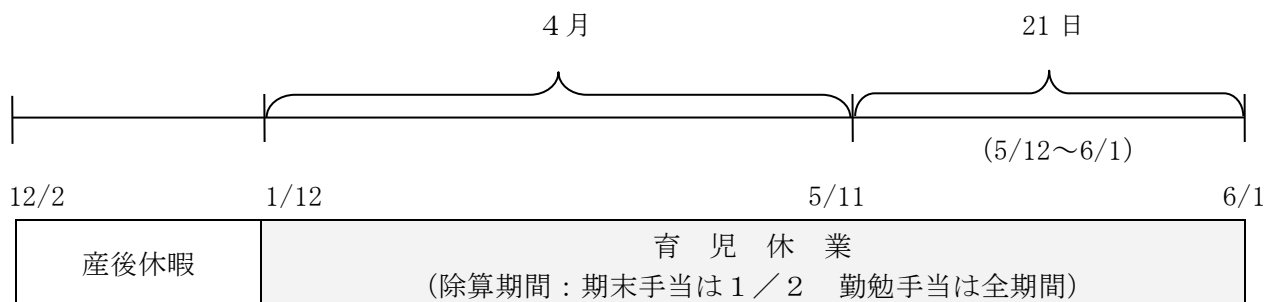 ４月 21 日
(5/12～6/1)
12/2 1/12 5/11 6/1
産後休暇
育 児 休 業
(除算期間：期末手当は１／２ 勤勉手当は全期間)